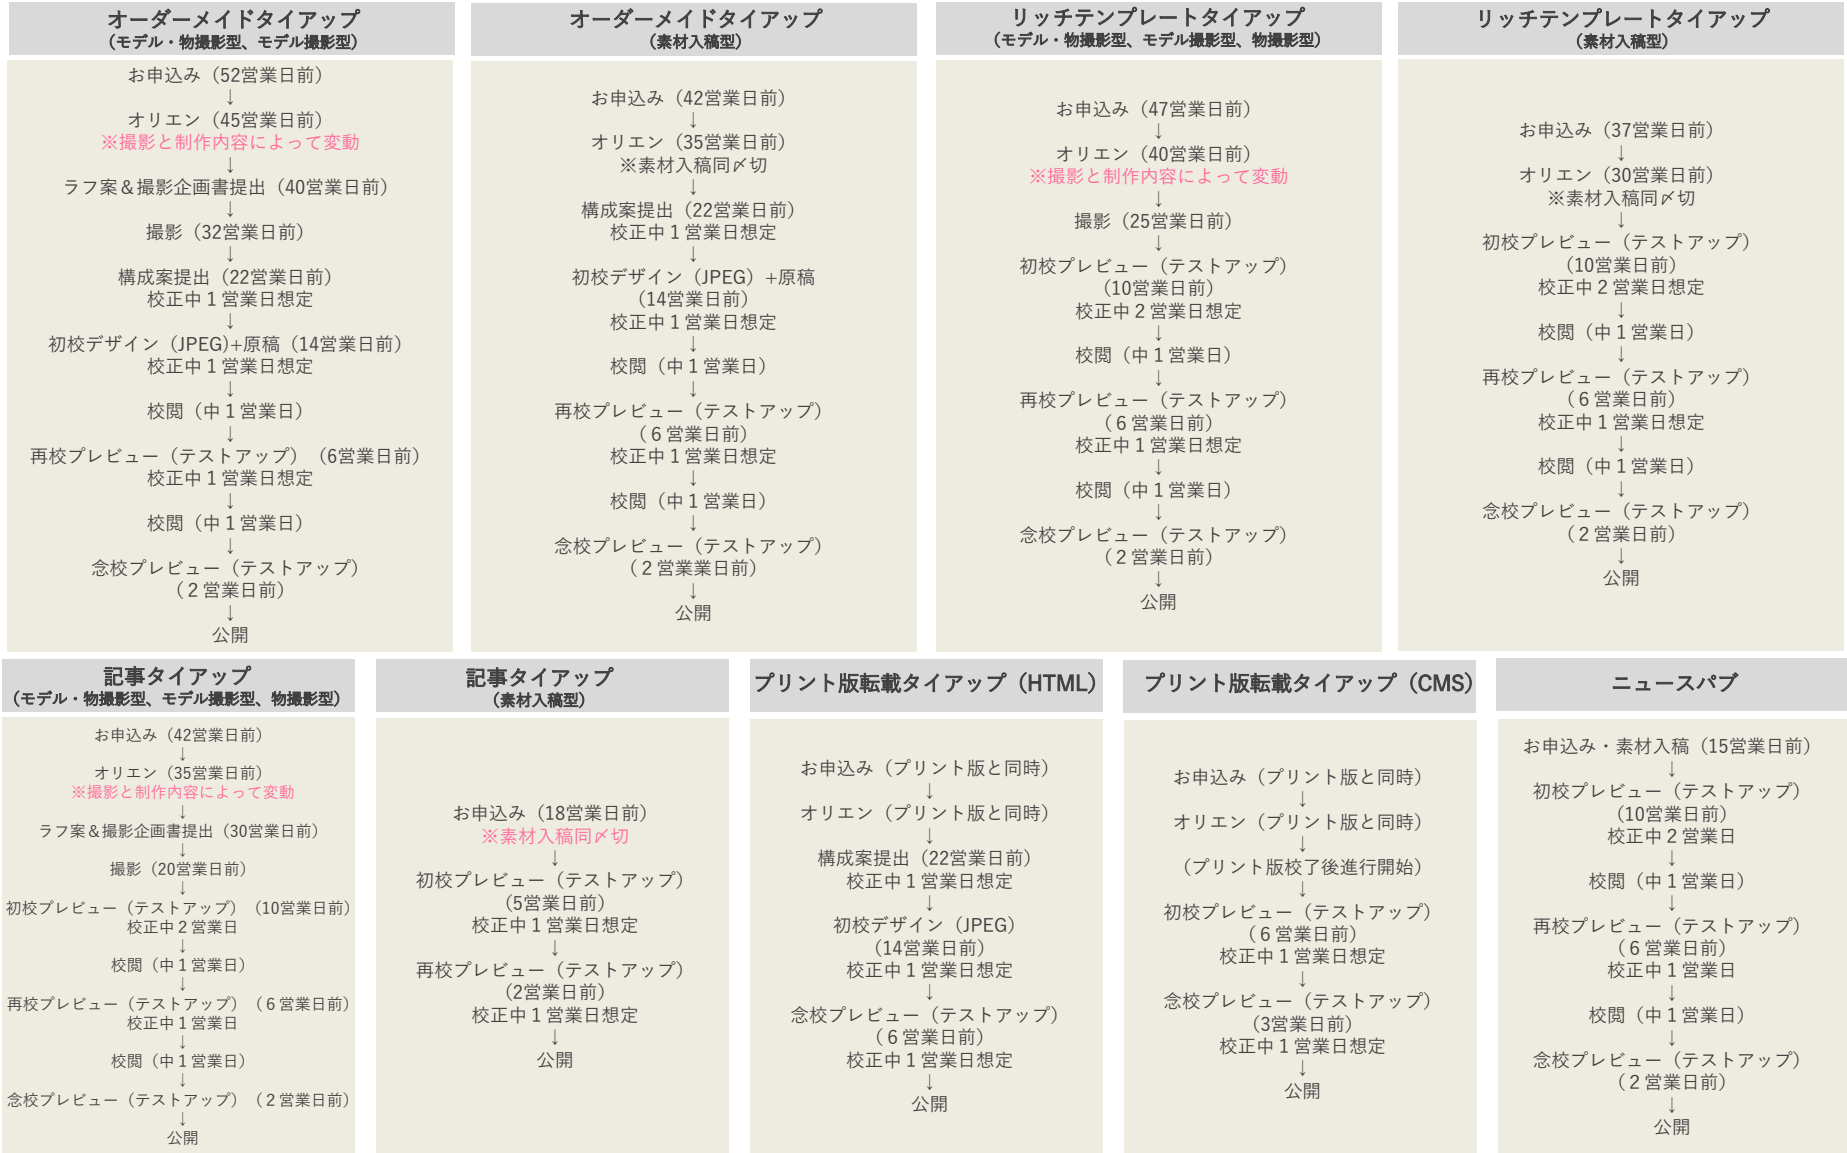 オーダーメイドタイアップ
（モデル・物撮影型、モデル撮影型）
お申込み（52営業日前）
↓
オリエン（45営業日前）
※撮影と制作内容によって変動
↓
ラフ案＆撮影企画書提出（40営業日前）
↓
撮影（32営業日前）
↓
構成案提出（22営業日前）
校正中１営業日想定
↓
初校デザイン（JPEG)+原稿（14営業日前）
校正中１営業日想定
↓
校閲（中１営業日）
↓
再校プレビュー（テストアップ）（6営業日前）
校正中１営業日想定
↓
校閲（中１営業日）
↓
念校プレビュー（テストアップ）
（２営業日前）
↓
公開
オーダーメイドタイアップ
（素材入稿型）
お申込み（42営業日前）
↓
オリエン（35営業日前）
※素材入稿同〆切
↓
構成案提出（22営業日前）
校正中１営業日想定
↓
初校デザイン（JPEG）+原稿
（14営業日前）
校正中１営業日想定
↓
校閲（中１営業日）
↓
再校プレビュー（テストアップ）
（６営業日前）
校正中１営業日想定
↓
校閲（中１営業日）
↓
念校プレビュー（テストアップ）
（２営業業日前）
↓
公開
リッチテンプレートタイアップ
（モデル・物撮影型、モデル撮影型、物撮影型）
お申込み（47営業日前）
↓
オリエン（40営業日前）
※撮影と制作内容によって変動
↓
撮影（25営業日前）
↓
初校プレビュー（テストアップ）
（10営業日前）
校正中２営業日想定
↓
校閲（中１営業日）
↓
再校プレビュー（テストアップ）
（６営業日前）
校正中１営業日想定
↓
校閲（中１営業日）
↓
念校プレビュー（テストアップ）
（２営業日前）
↓
公開
リッチテンプレートタイアップ
（素材入稿型）
お申込み（37営業日前）
↓
オリエン（30営業日前）
※素材入稿同〆切
↓
初校プレビュー（テストアップ）
（10営業日前）
校正中２営業日想定
↓
校閲（中１営業日）
↓
再校プレビュー（テストアップ）
（６営業日前）
校正中１営業日想定
↓
校閲（中１営業日）
↓
念校プレビュー（テストアップ）
（２営業日前）
↓
公開
記事タイアップ
（モデル・物撮影型、モデル撮影型、物撮影型）
お申込み（42営業日前）
↓
オリエン（35営業日前）
※撮影と制作内容によって変動
↓
ラフ案＆撮影企画書提出（30営業日前）
↓
撮影（20営業日前）
↓
初校プレビュー（テストアップ）（10営業日前）
校正中２営業日
↓
校閲（中１営業日）
↓
再校プレビュー（テストアップ）（６営業日前）
校正中１営業日
↓
校閲（中１営業日）
↓
念校プレビュー（テストアップ）（２営業日前）
↓
公開
記事タイアップ
（素材入稿型）
お申込み（18営業日前）
※素材入稿同〆切
↓
初校プレビュー（テストアップ）
（5営業日前）
校正中１営業日想定
↓
再校プレビュー（テストアップ）
（2営業日前）
校正中１営業日想定
↓
公開
プリント版転載タイアップ（HTML）
お申込み（プリント版と同時）
↓
オリエン（プリント版と同時）
↓
構成案提出（22営業日前）
校正中１営業日想定
↓
初校デザイン（JPEG）
（14営業日前）
校正中１営業日想定
↓
念校プレビュー（テストアップ）
（６営業日前）
校正中１営業日想定
↓
公開
プリント版転載タイアップ（CMS）
お申込み（プリント版と同時）
↓
オリエン（プリント版と同時）
↓
（プリント版校了後進行開始）
↓
初校プレビュー（テストアップ）
（６営業日前）
校正中１営業日想定
↓
念校プレビュー（テストアップ）
（3営業日前）
校正中１営業日想定
↓
公開
ニュースパブ
お申込み・素材入稿（15営業日前）
↓
初校プレビュー（テストアップ）
（10営業日前）
校正中２営業日
↓
校閲（中１営業日）
↓
再校プレビュー（テストアップ）
（６営業日前）
校正中１営業日
↓
校閲（中１営業日）
↓
念校プレビュー（テストアップ）
（２営業日前）
↓
公開